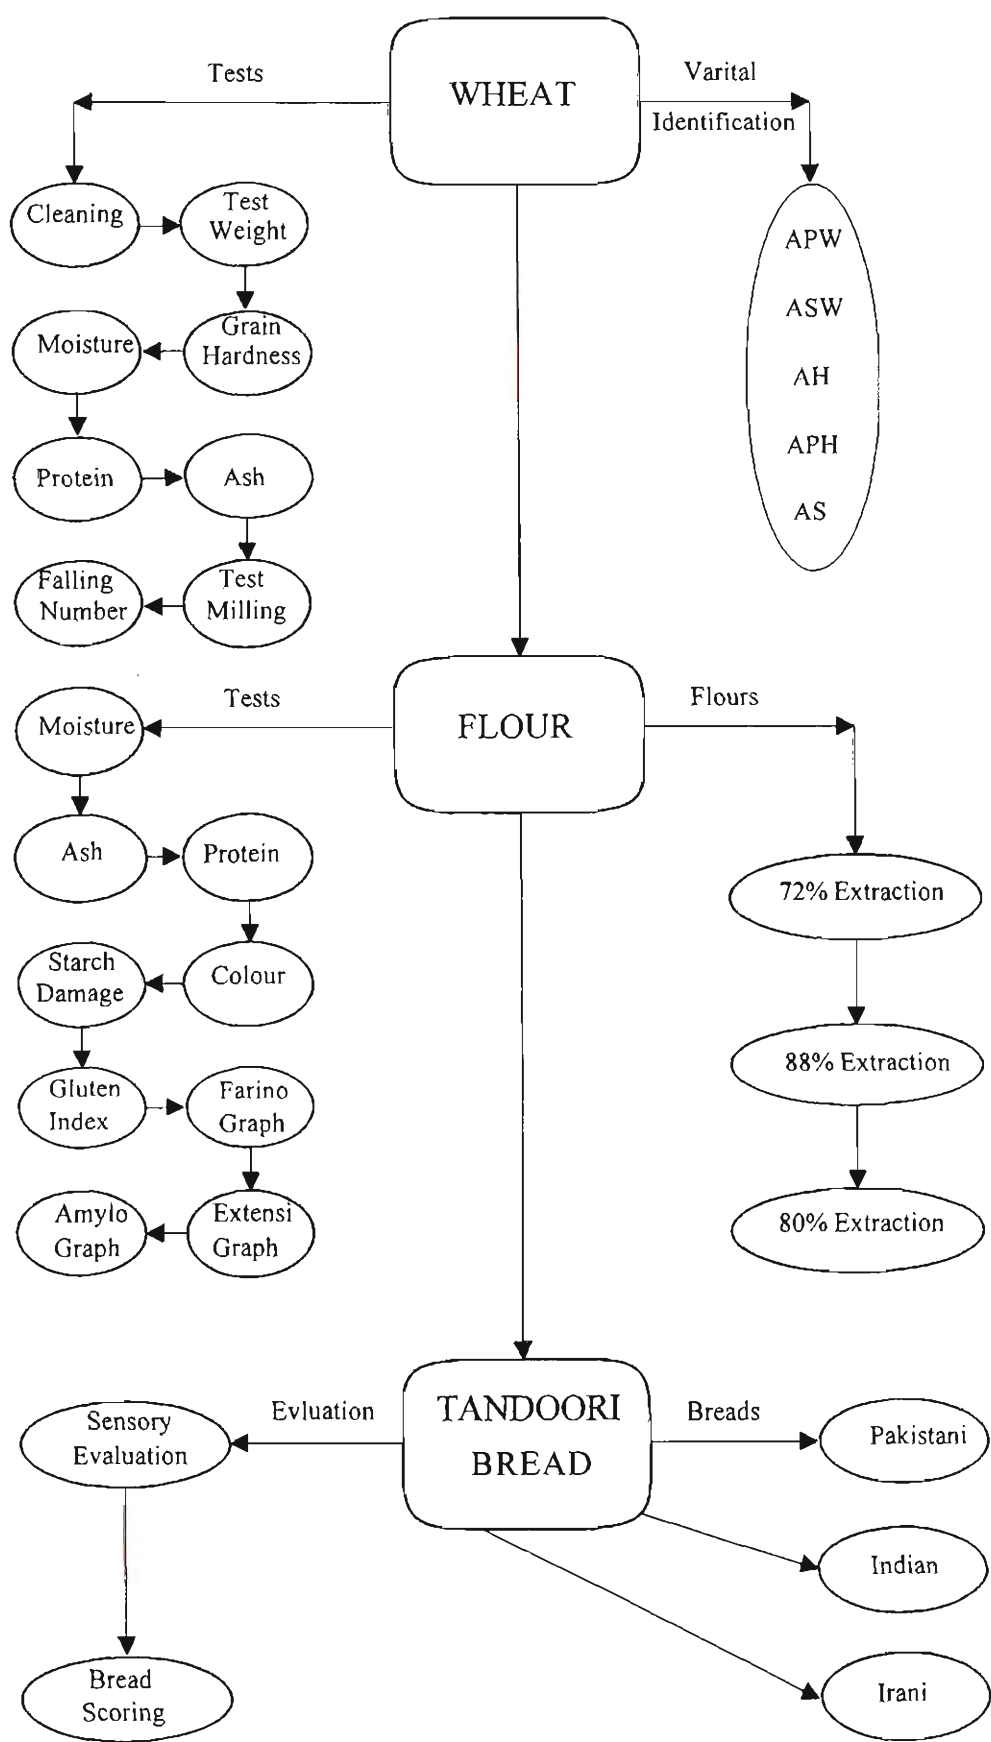 Tests
WHEAT
Varital
Identification
Cleaning
Test
Weight
Grain
Hardness
Moisture
Protein
Ash
Test
Milling
Falling
Number
APW
ASW
AH
APH
AS
Tests
FLOUR
Flours
Moisture
Ash
Protein
Colour
Starch
Damage
Gluten
Index
Farino
Graph
Extensi
Graph
Amylo
Graph
72% Extraction
88% Extraction
80% Extraction
Evluation
TANDOORI
BREAD
Breads
Sensory
Evaluation
Bread
Scoring
Pakistani
Indian
Irani